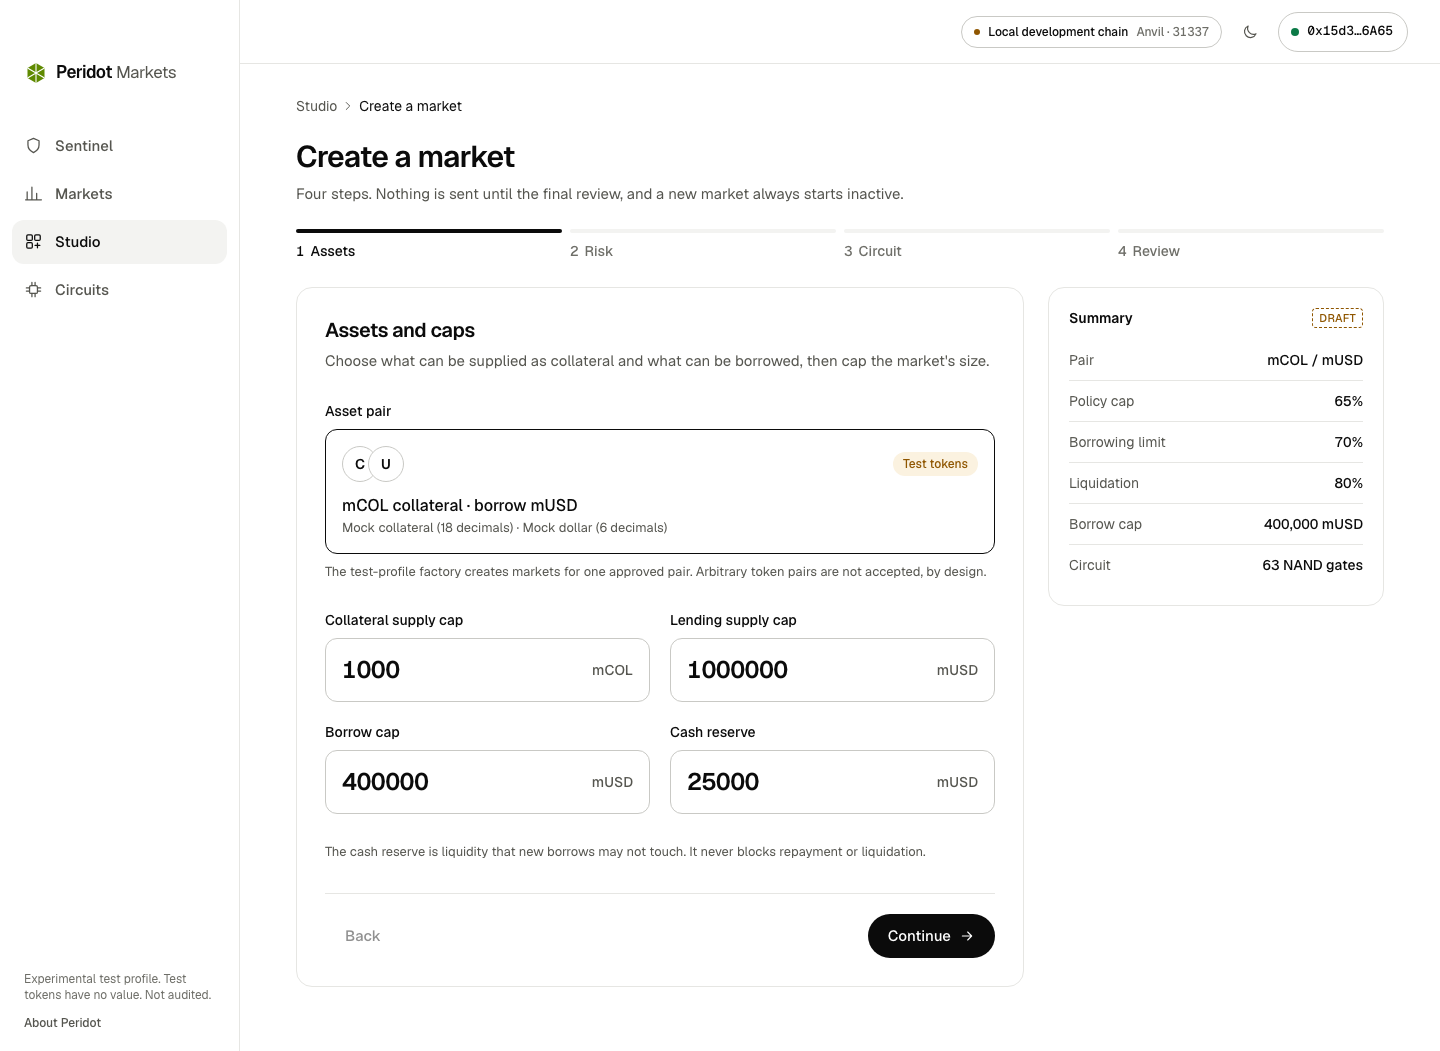 Local development chain Anvil · 31337
0x15d3…6A65
Peridot Markets
Sentinel
Markets
Studio
Circuits
Experimental test profile. Test
tokens have no value. Not audited.
About Peridot
Studio > Create a market
Create a market
Four steps. Nothing is sent until the final review, and a new market always starts inactive.
1 Assets
2 Risk
3 Circuit
4 Review
Assets and caps
Choose what can be supplied as collateral and what can be borrowed, then cap the market's size.
Asset pair
C U
Test tokens
mCOL collateral · borrow mUSD
Mock collateral (18 decimals) · Mock dollar (6 decimals)
The test-profile factory creates markets for one approved pair. Arbitrary token pairs are not accepted, by design.
Collateral supply cap
1000 mCOL
Lending supply cap
1000000 mUSD
Borrow cap
400000 mUSD
Cash reserve
25000 mUSD
The cash reserve is liquidity that new borrows may not touch. It never blocks repayment or liquidation.
Back
Continue →
Summary DRAFT
Pair mCOL / mUSD
Policy cap 65%
Borrowing limit 70%
Liquidation 80%
Borrow cap 400,000 mUSD
Circuit 63 NAND gates